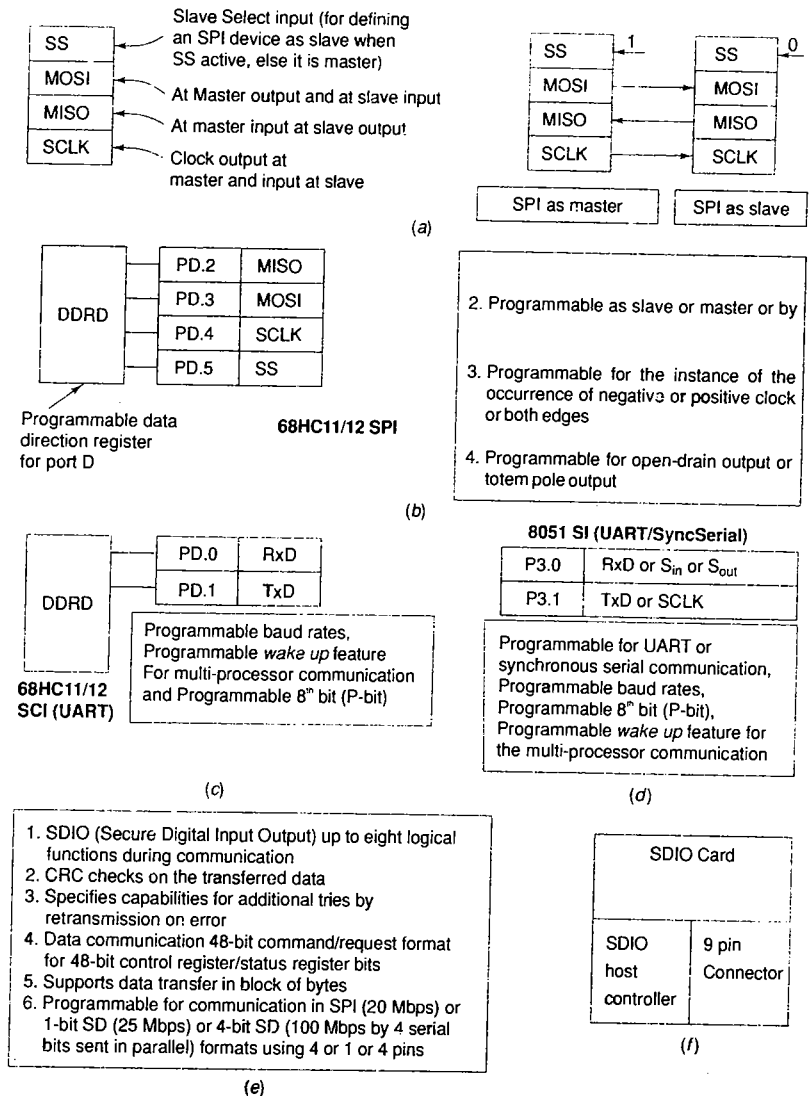 Slave Select input (for defining
an SPI device as slave when
SS active, else it is master)
SS
MOSI
MISO
SCLK
At Master output and at slave input
At master input at slave output
Clock output at
master and input at slave
1
0
SS
MOSI
MISO
SCLK
SS
MOSI
MISO
SCLK
SPI as master
SPI as slave
(a)
DDRD
PD.2 MISO
PD.3 MOSI
PD.4 SCLK
PD.5 SS
Programmable data
direction register
for port D
68HC11/12 SPI
2. Programmable as slave or master or by
3. Programmable for the instance of the
occurrence of negative or positive clock
or both edges
4. Programmable for open-drain output or
totem pole output
(b)
DDRD
PD.0 RxD
PD.1 TxD
68HC11/12
SCI (UART)
Programmable baud rates,
Programmable wake up feature
For multi-processor communication
and Programmable 8th bit (P-bit)
(c)
8051 SI (UART/SyncSerial)
P3.0 RxD or Sin or Sout
P3.1 TxD or SCLK
Programmable for UART or
synchronous serial communication,
Programmable baud rates,
Programmable 8th bit (P-bit),
Programmable wake up feature for
the multi-processor communication
(d)
1. SDIO (Secure Digital Input Output) up to eight logical
functions during communication
2. CRC checks on the transferred data
3. Specifies capabilities for additional tries by
retransmission on error
4. Data communication 48-bit command/request format
for 48-bit control register/status register bits
5. Supports data transfer in block of bytes
6. Programmable for communication in SPI (20 Mbps) or
1-bit SD (25 Mbps) or 4-bit SD (100 Mbps by 4 serial
bits sent in parallel) formats using 4 or 1 or 4 pins
(e)
SDIO Card
SDIO
host
controller
9 pin
Connector
(f)